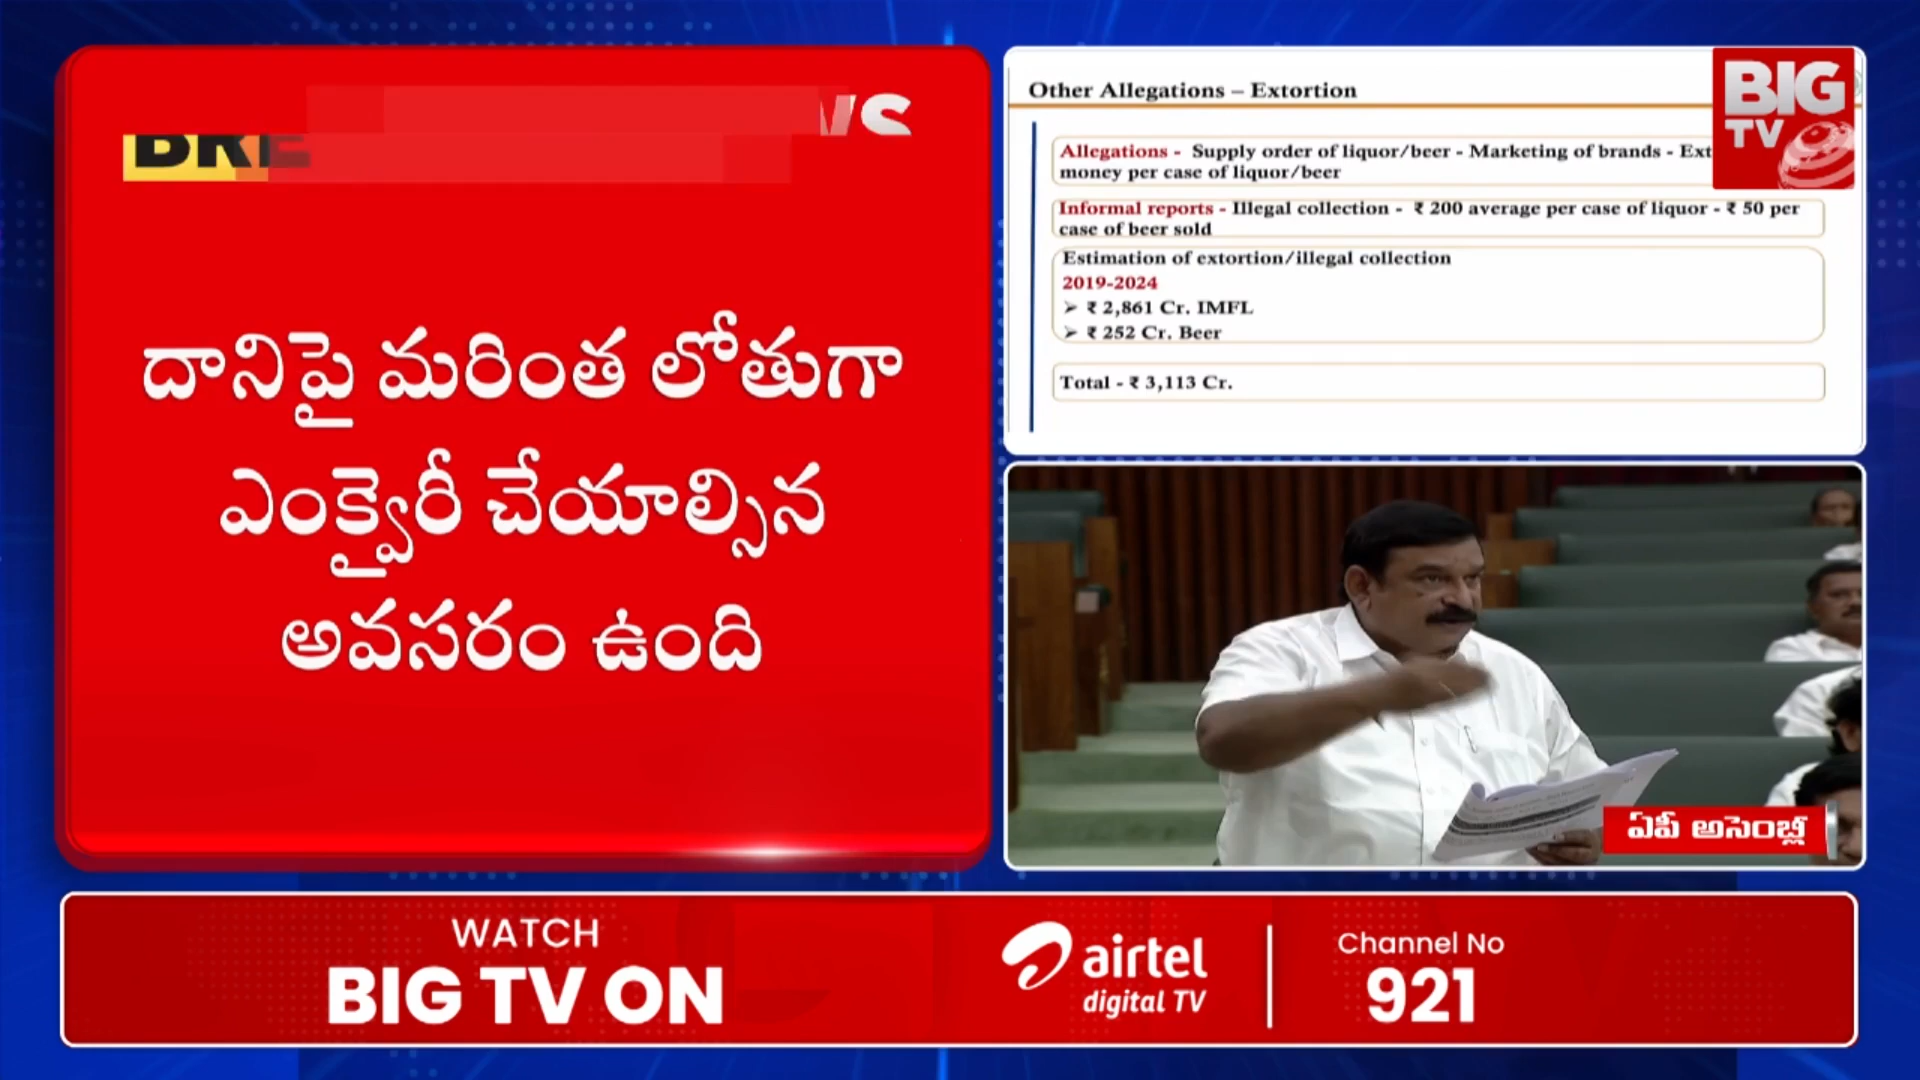 దానిపై మరింత లోతుగా
ఎంక్వైరీ చేయాల్సిన
అవసరం ఉంది
Other Allegations – Extortion
Allegations - Supply order of liquor/beer - Marketing of brands -
money per case of liquor/beer
Informal reports - Illegal collection - ₹ 200 average per case of liquor - ₹ 50 per
case of beer sold
Estimation of extortion/illegal collection
2019-2024
➢ ₹ 2,861 Cr. IMFL
➢ ₹ 252 Cr. Beer
Total - ₹ 3,113 Cr.
BIG
TV
ఏపీ అసెంబ్లీ
WATCH
BIG TV ON
airtel
digital TV
Channel No
921